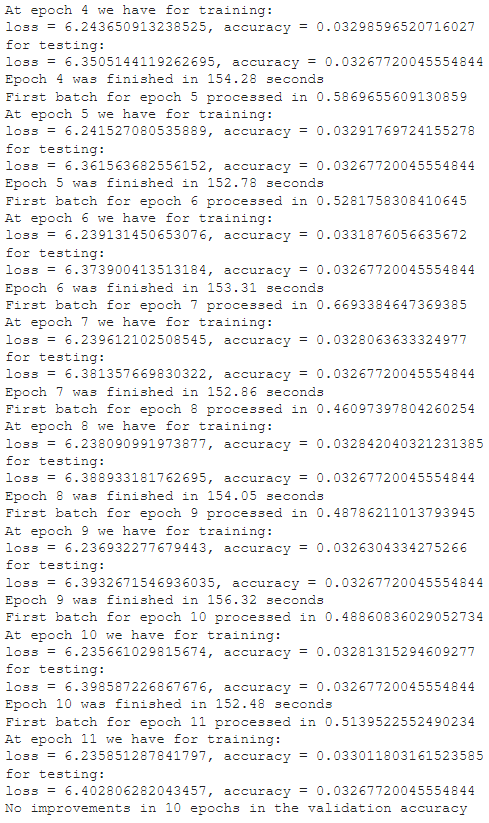 At epoch 4 we have for training:
loss = 6.243650913238525, accuracy = 0.03298596520716027
for testing:
loss = 6.3505144119262695, accuracy = 0.03267720045554844
Epoch 4 was finished in 154.28 seconds
First batch for epoch 5 processed in 0.5869655609130859
At epoch 5 we have for training:
loss = 6.241527080535889, accuracy = 0.03291769724155278
for testing:
loss = 6.361563682556152, accuracy = 0.03267720045554844
Epoch 5 was finished in 152.78 seconds
First batch for epoch 6 processed in 0.5281758308410645
At epoch 6 we have for training:
loss = 6.239131450653076, accuracy = 0.0331876056635672
for testing:
loss = 6.373900413513184, accuracy = 0.03267720045554844
Epoch 6 was finished in 153.31 seconds
First batch for epoch 7 processed in 0.6693384647369385
At epoch 7 we have for training:
loss = 6.239612102508545, accuracy = 0.0328063633324977
for testing:
loss = 6.381357669830322, accuracy = 0.03267720045554844
Epoch 7 was finished in 152.86 seconds
First batch for epoch 8 processed in 0.46097397804260254
At epoch 8 we have for training:
loss = 6.238090991973877, accuracy = 0.032842040321231385
for testing:
loss = 6.388933181762695, accuracy = 0.03267720045554844
Epoch 8 was finished in 154.05 seconds
First batch for epoch 9 processed in 0.48786211013793945
At epoch 9 we have for training:
loss = 6.236932277679443, accuracy = 0.0326304334275266
for testing:
loss = 6.3932671546936035, accuracy = 0.03267720045554844
Epoch 9 was finished in 156.32 seconds
First batch for epoch 10 processed in 0.48860836029052734
At epoch 10 we have for training:
loss = 6.235661029815674, accuracy = 0.03281315294609277
for testing:
loss = 6.398587226867676, accuracy = 0.03267720045554844
Epoch 10 was finished in 152.48 seconds
First batch for epoch 11 processed in 0.5139522552490234
At epoch 11 we have for training:
loss = 6.235851287841797, accuracy = 0.033011803161523585
for testing:
loss = 6.402806282043457, accuracy = 0.03267720045554844
No improvements in 10 epochs in the validation accuracy